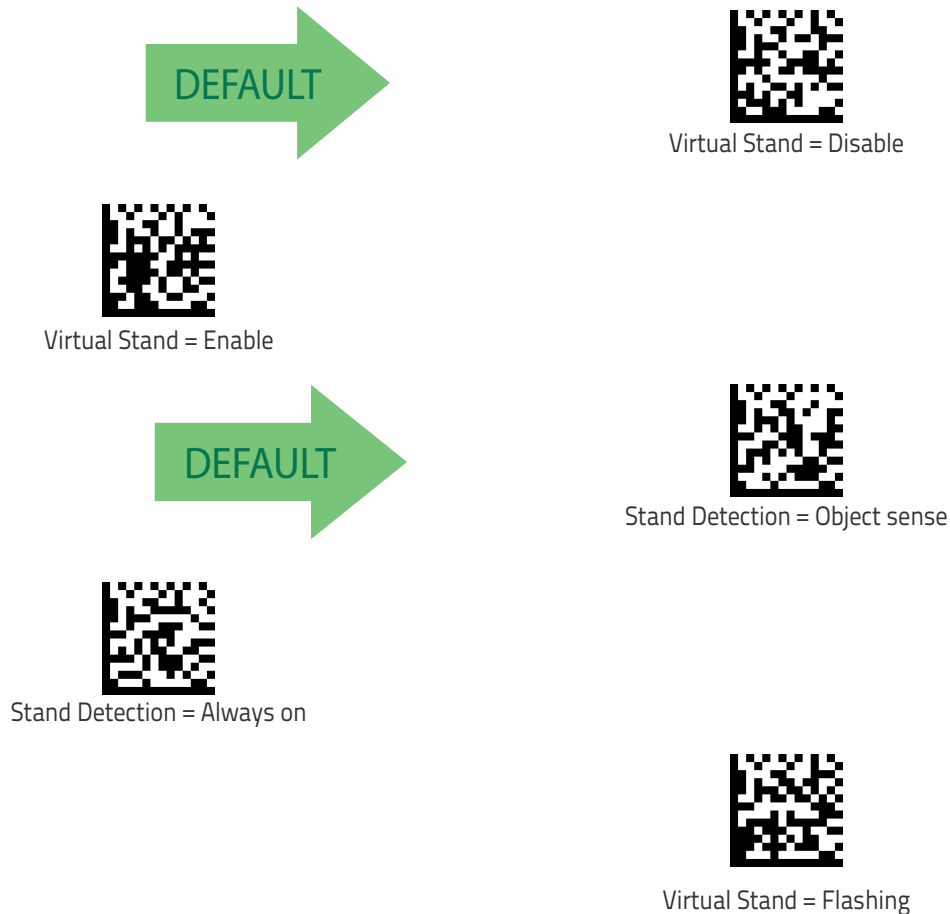 DEFAULT
Virtual Stand = Disable
Virtual Stand = Enable
DEFAULT
Stand Detection = Object sense
Stand Detection = Always on
Virtual Stand = Flashing